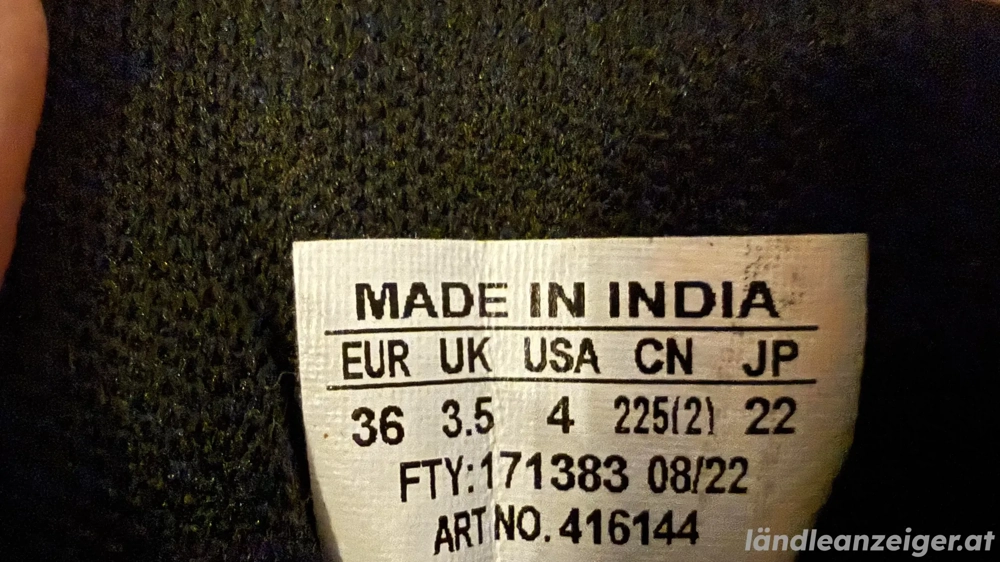 MADE IN INDIA
EUR UK USA CN JP
36 3.5 4 225(2) 22
FTY:171383 08/22
ART NO. 416144
ländleanzeiger.at